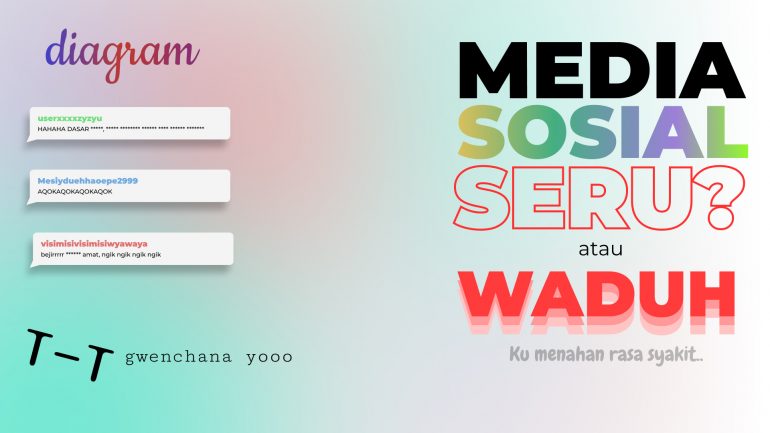 diagram
userxxxxzyzyu
HAHAHA DASAR *****, ***** ******** ****** **** ****** *******
Mesiyduehhaoepe2999
AQOKAQOKAQOKAQOK
visimisivisimisiwyawaya
bejirrrrr ****** amat, ngik ngik ngik ngik
T-T gwenchana yooo
MEDIA
SOSIAL
SERU?
atau
WADUH
Ku menahan rasa syakit..